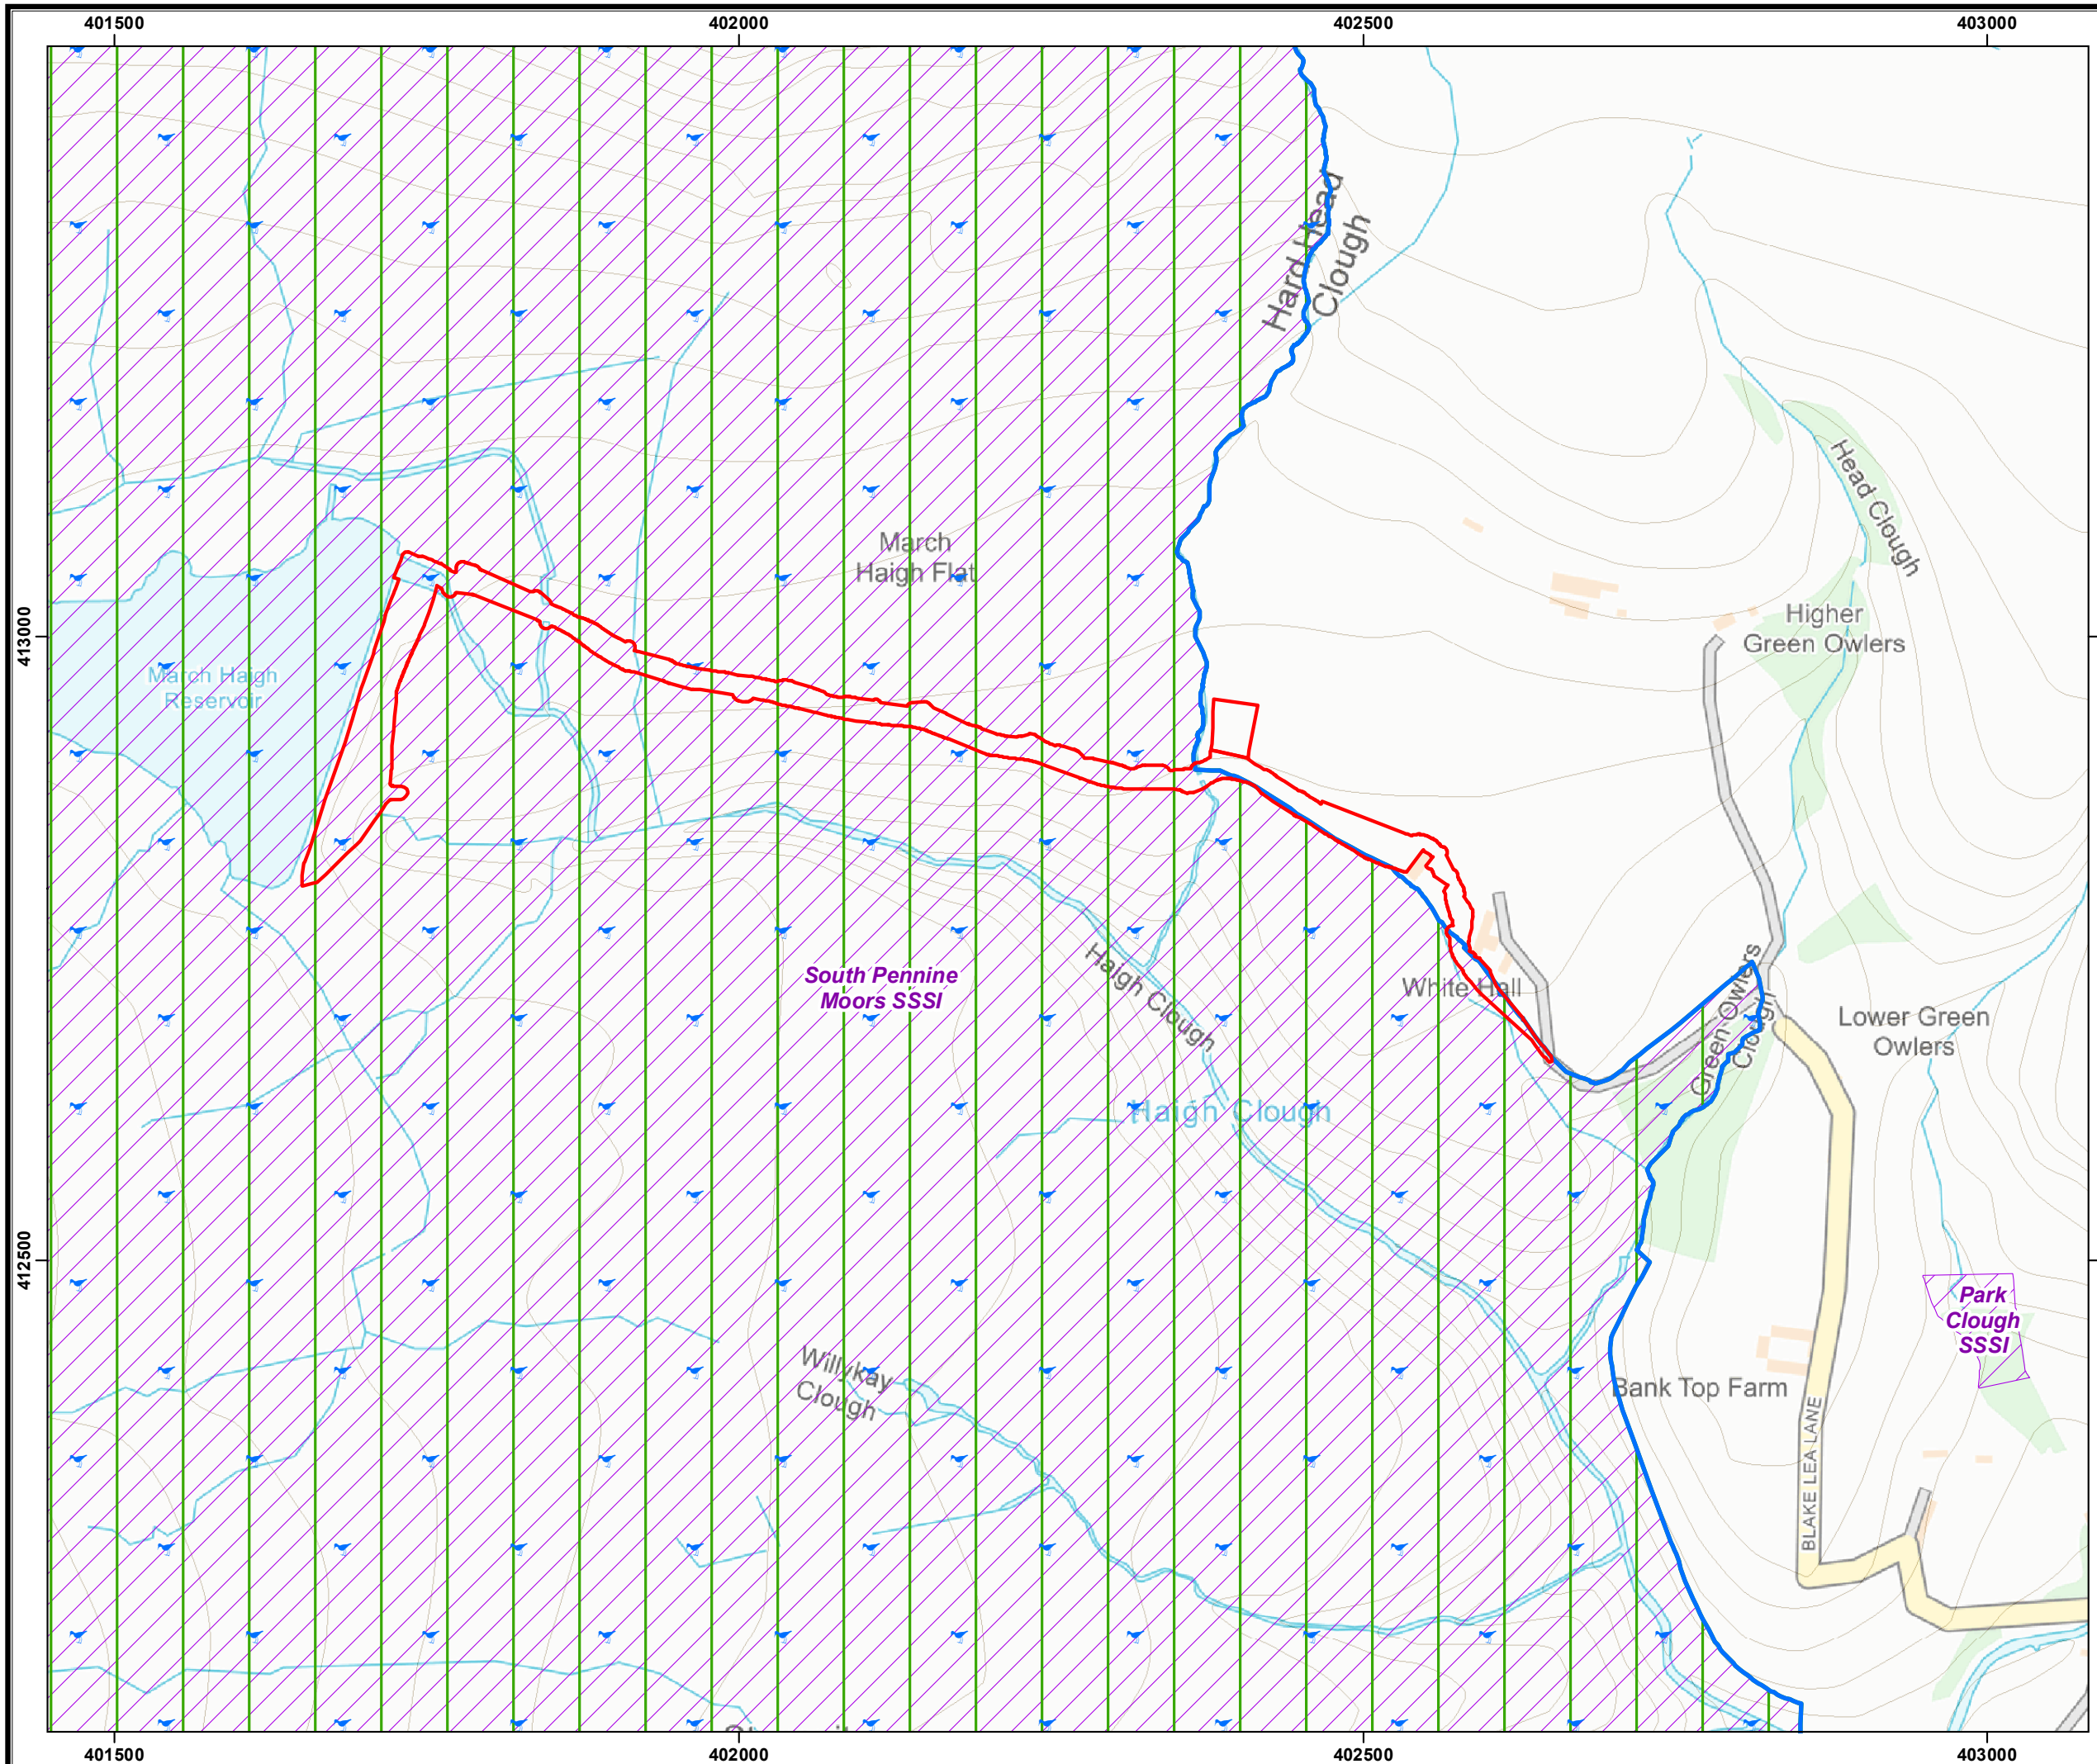 401500
402000
402500
403000
Hard Head
Clough
Head Clough
March
Haigh Flat
Higher
Green Owlers
413000
March Haigh
Reservoir
South Pennine
Moors SSSI
Haigh Clough
White Hall
Green Owlers
Clough
Lower Green
Owlers
Haigh Clough
412500
Park
Clough
SSSI
Willykay
Clough
Bank Top Farm
BLAKE LEA LANE
401500
402000
402500
403000